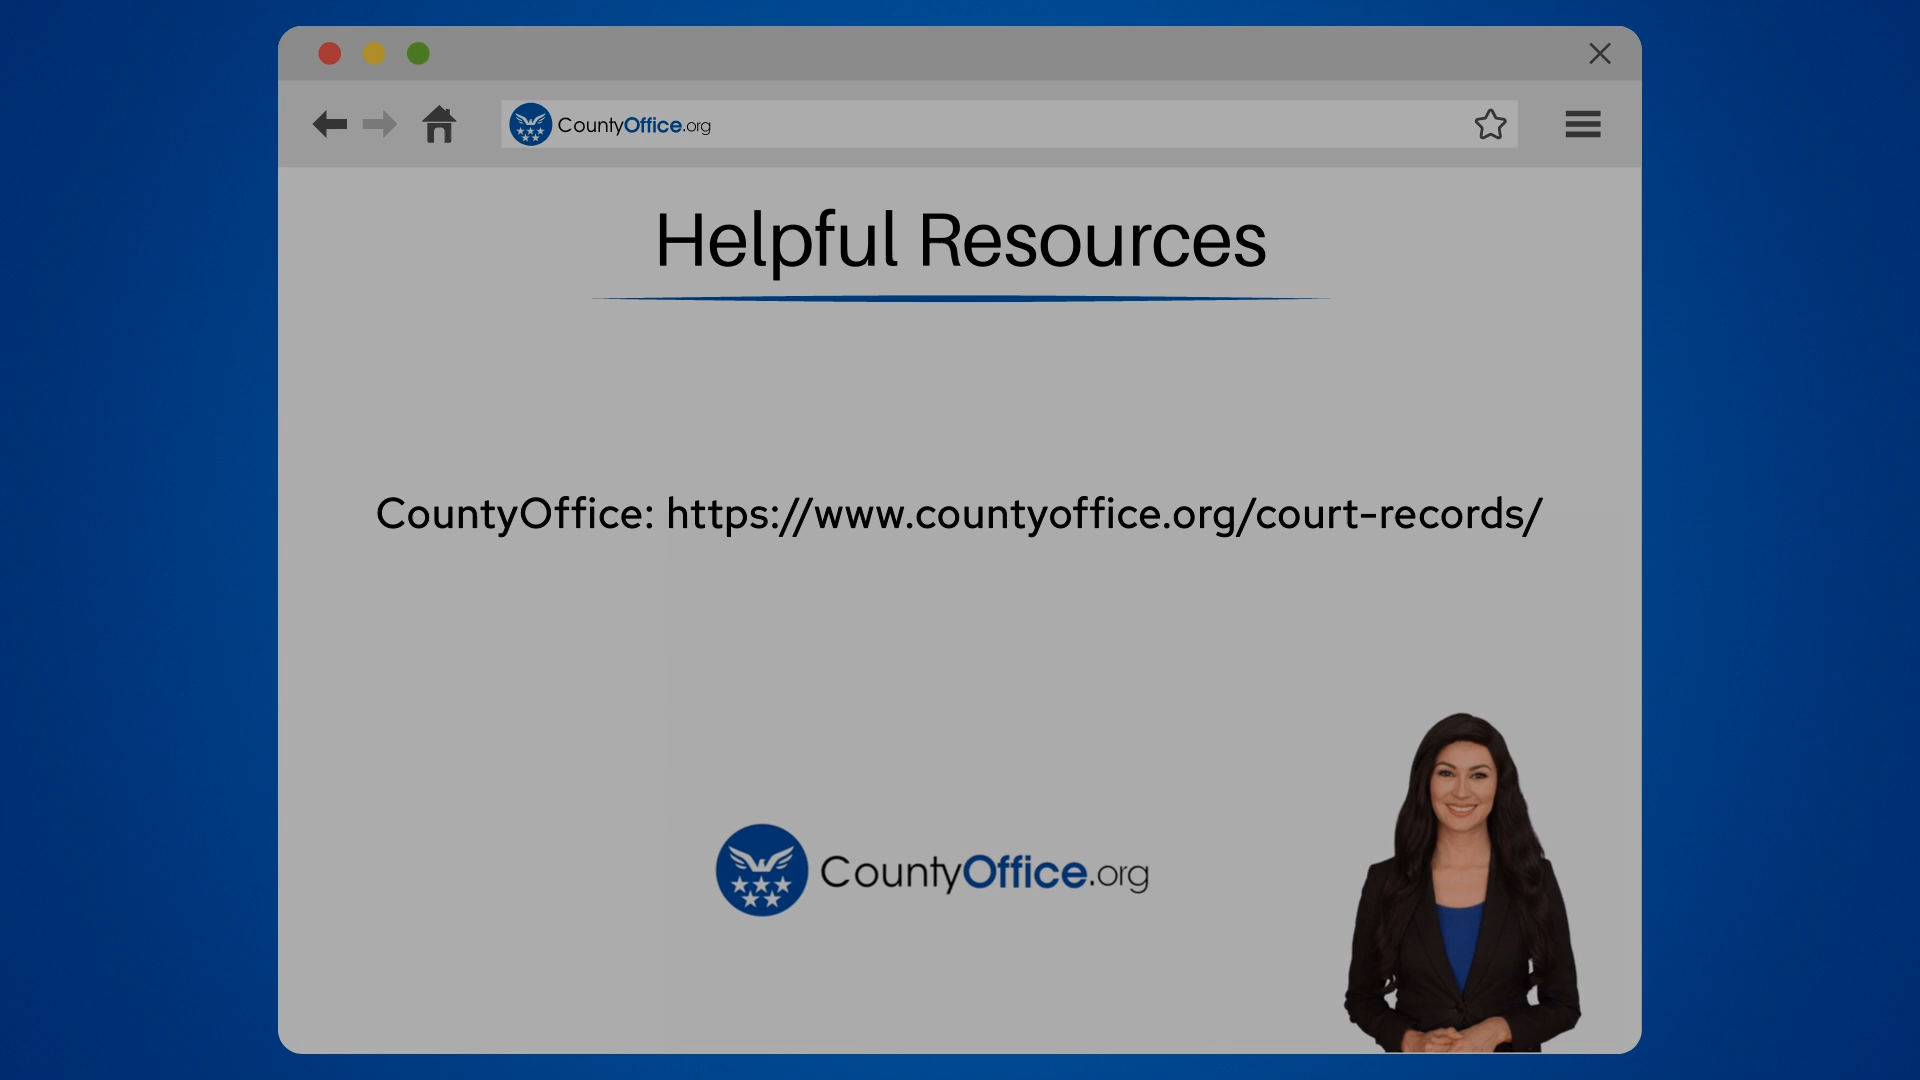 CountyOffice.org
Helpful Resources
CountyOffice: https://www.countyoffice.org/court-records/
CountyOffice.org